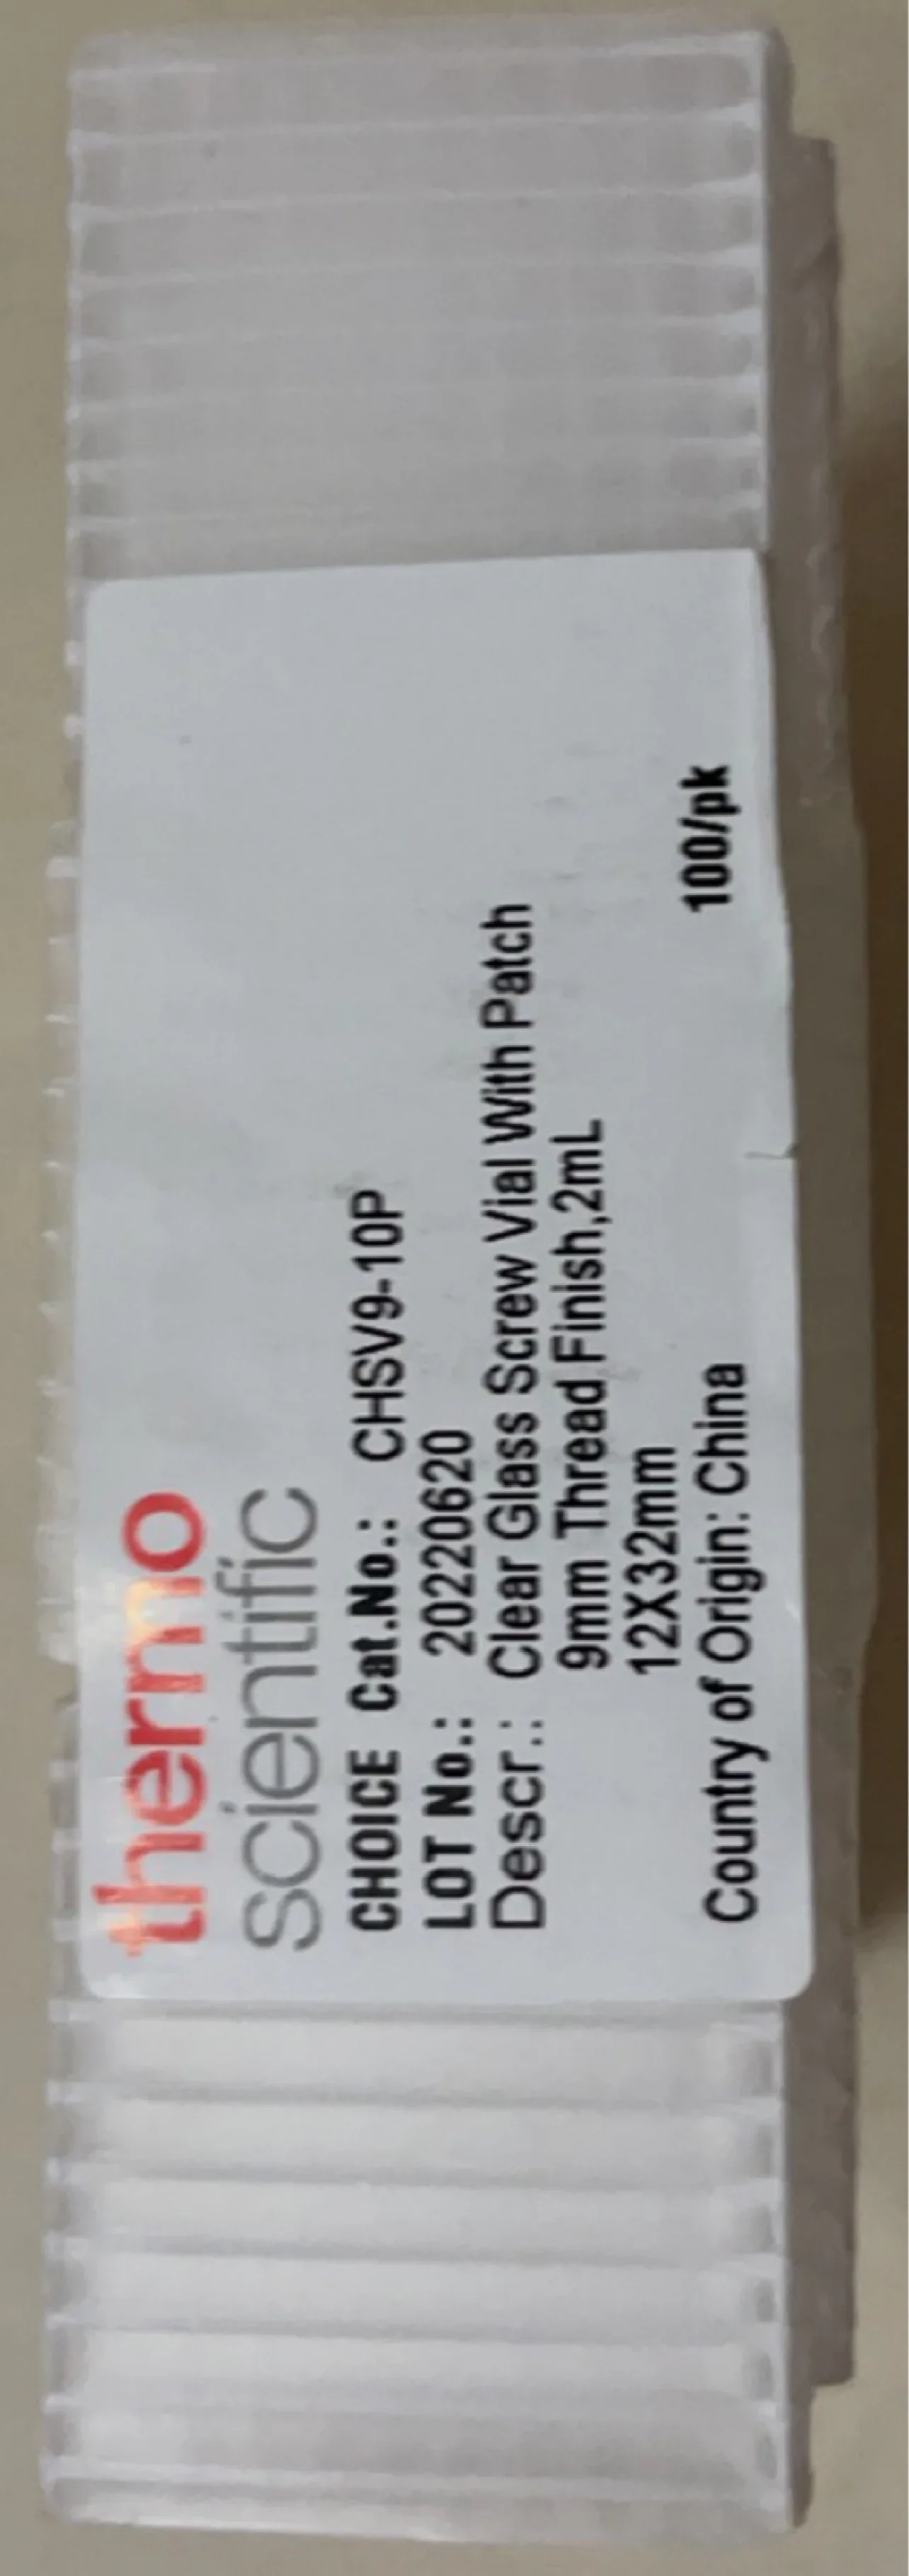 thermo
scientific
CHOICE Cat.No.: CHSV9-10P
LOT No.: 20220620
Descr.: Clear Glass Screw Vial With Patch
9mm Thread Finish,2mL
12X32mm
Country of Origin: China 100/pk